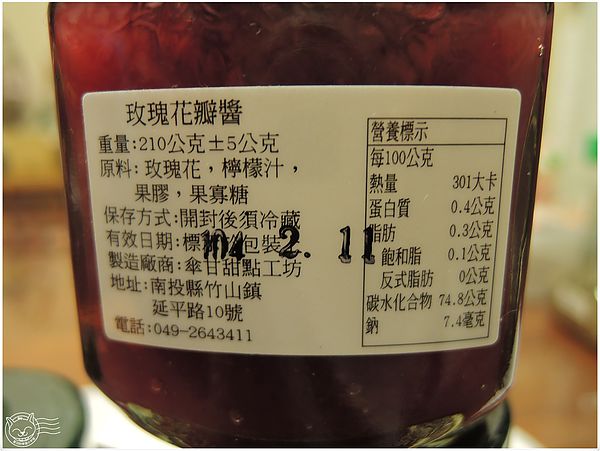 玫瑰花瓣醬
重量:210公克±5公克
原料:玫瑰花，檸檬汁，
果膠，果寡糖
保存方式:開封後須冷藏
有效日期:標 包裝
104 2. 11
製造廠商:傘甘甜點工坊
地址:南投縣竹山鎮
延平路10號
電話:049-2643411
營養標示
每100公克
熱量 301大卡
蛋白質 0.4公克
脂肪 0.3公克
飽和脂 0.1公克
反式脂肪 0公克
碳水化合物 74.8公克
鈉 7.4毫克